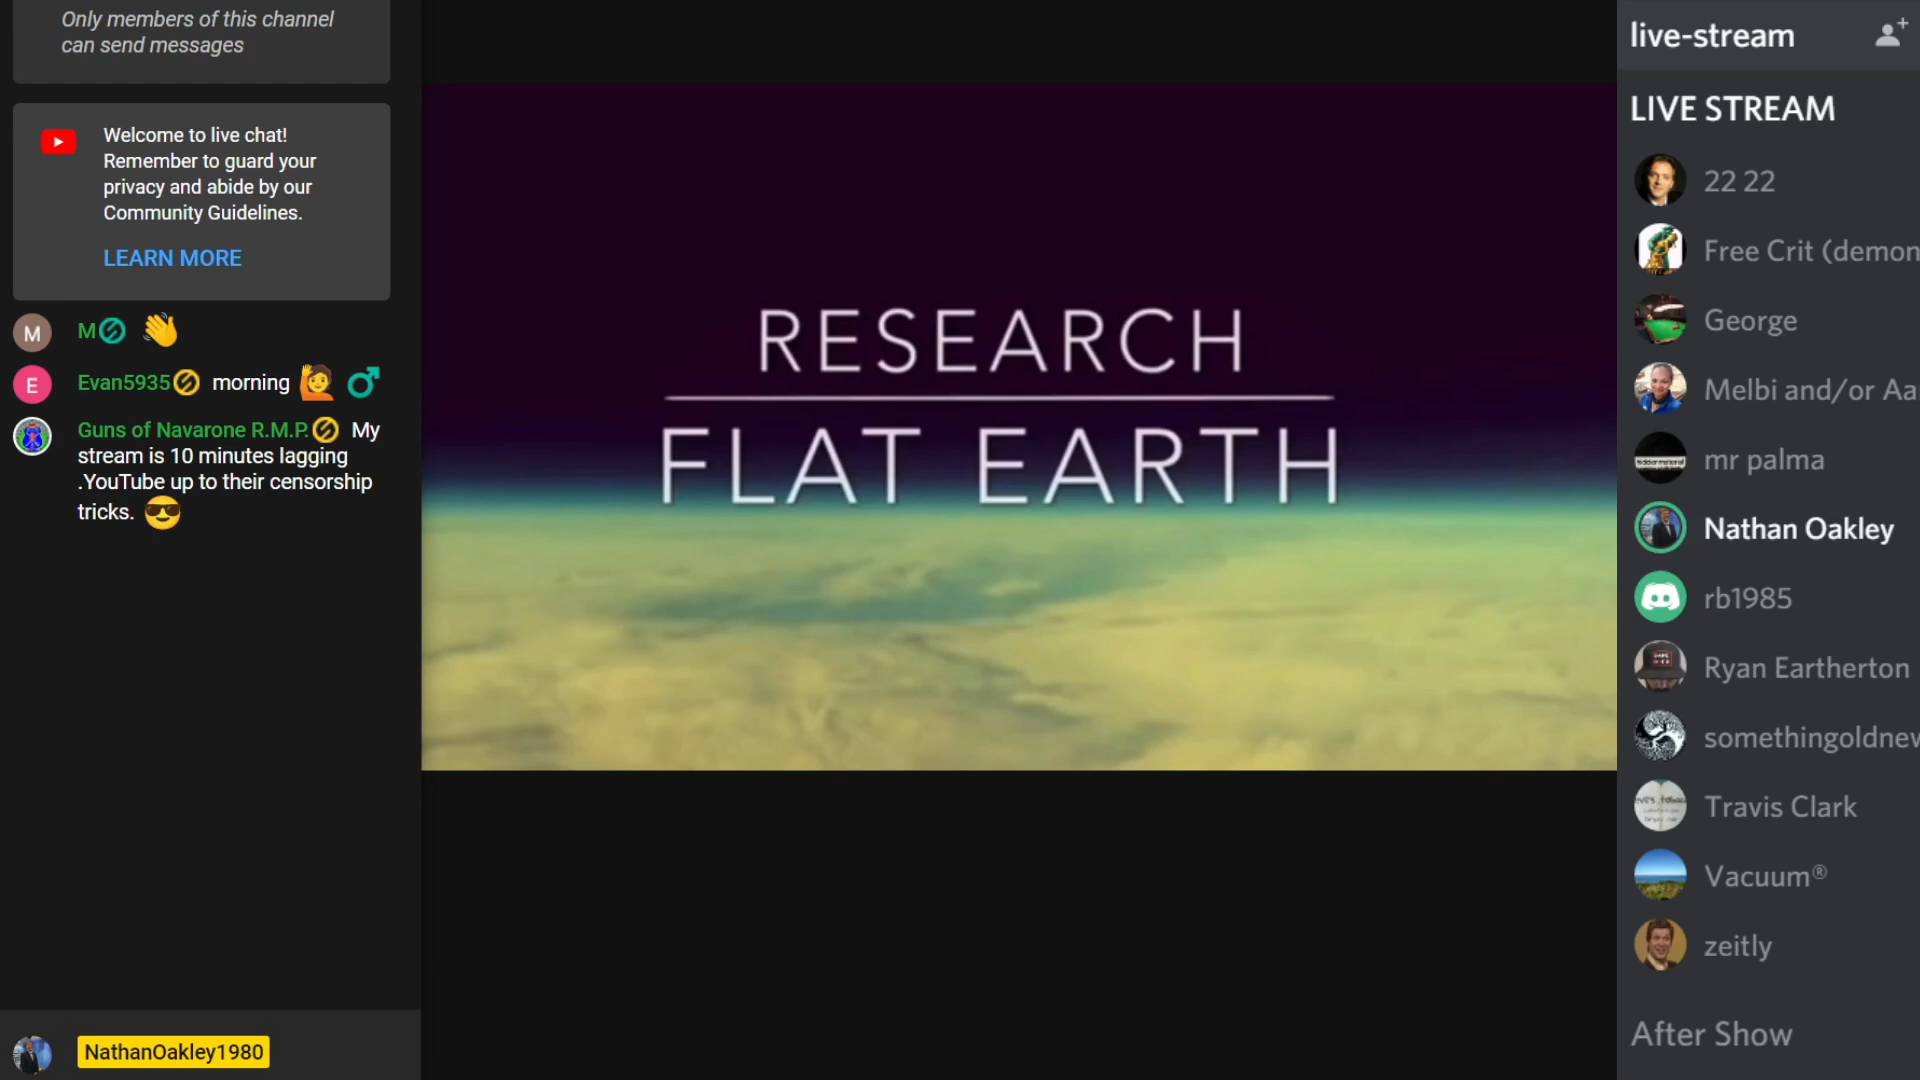 Only members of this channel
can send messages
Welcome to live chat!
Remember to guard your
privacy and abide by our
Community Guidelines.
LEARN MORE
M M
Evan5935 morning
Guns of Navarone R.M.P. My
stream is 10 minutes lagging
.YouTube up to their censorship
tricks.
E
NathanOakley1980
RESEARCH
FLAT EARTH
live-stream
LIVE STREAM
22 22
Free Crit (demon
George
Melbi and/or Aa
mr palma
Nathan Oakley
rb1985
Ryan Eartherton
somethingoldnew
Travis Clark
Vacuum®
zeitly
After Show